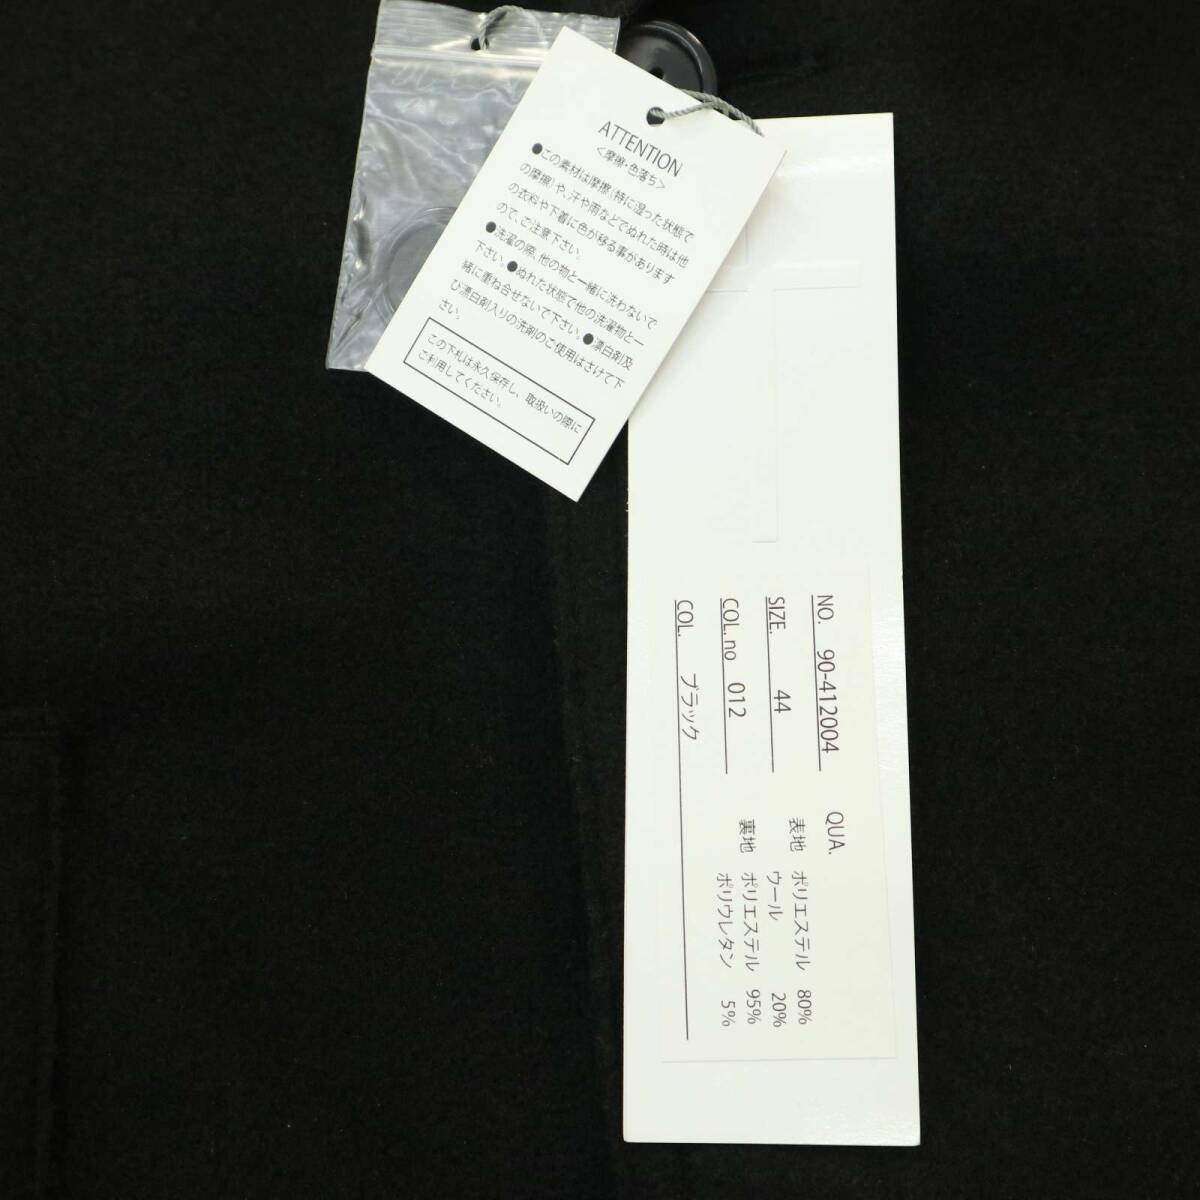 ATTENTION
<摩擦・色落ち>
●この素材は摩擦(特に湿った状態で
の摩擦)や、汗や雨などでぬれた時は他
の衣料や下着に色が移る事があります
ので、ご注意下さい。
●洗濯の際、他の物と一緒に洗わないで
下さい。●ぬれた状態で他の洗濯物と一
緒に重ね合せないで下さい。●漂白剤及
び漂白剤入りの洗剤のご使用はさけて下
さい。
この下札は永久保存し、取扱いの際に
ご利用してください。
NO. 90-412004
SIZE. 44
COL.no 012
COL. ブラック
QUA.
表地 ポリエステル 80%
ウール 20%
裏地 ポリエステル 95%
ポリウレタン 5%